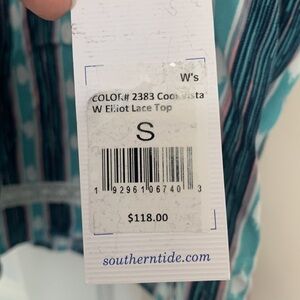 W's
COLOR# 2383 Cool Vista
W Elliot Lace Top
S
1 92961 06740 3
$118.00
southerntide.com